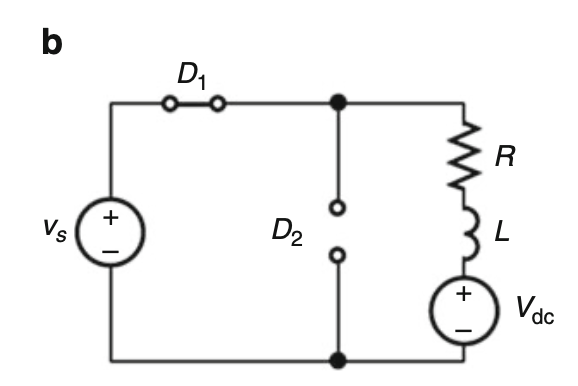 b
D1
R
vs
+
−
D2
L
+
−
Vdc